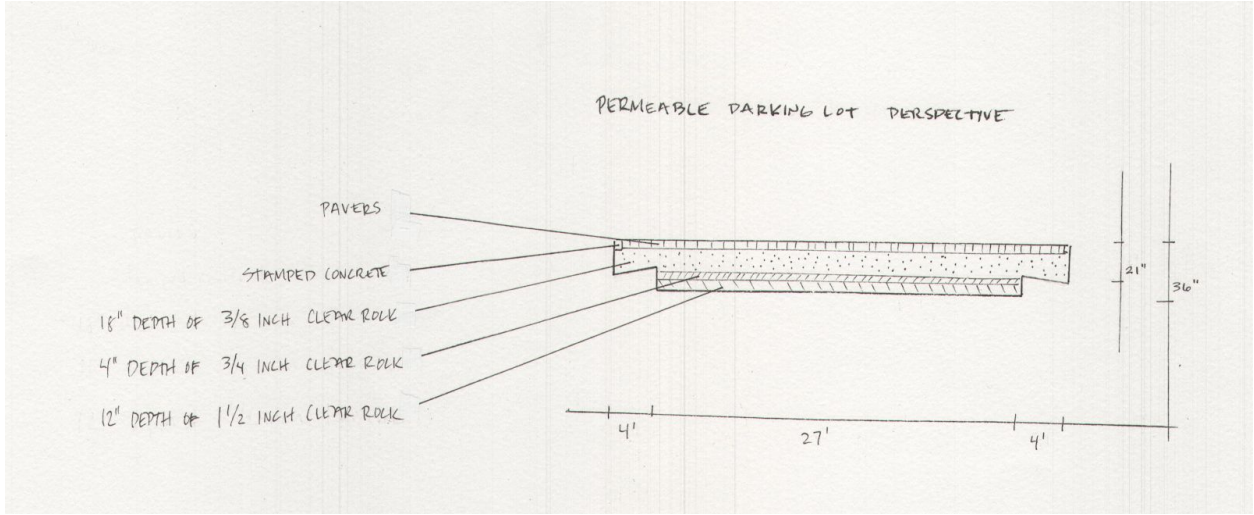 PERMEABLE PARKING LOT PERSPECTIVE
PAVERS
STAMPED CONCRETE
18" DEPTH OF 3/8 INCH CLEAR ROCK
4" DEPTH OF 3/4 INCH CLEAR ROCK
12" DEPTH OF 1 1/2 INCH CLEAR ROCK
21"
36"
4'
27'
4'